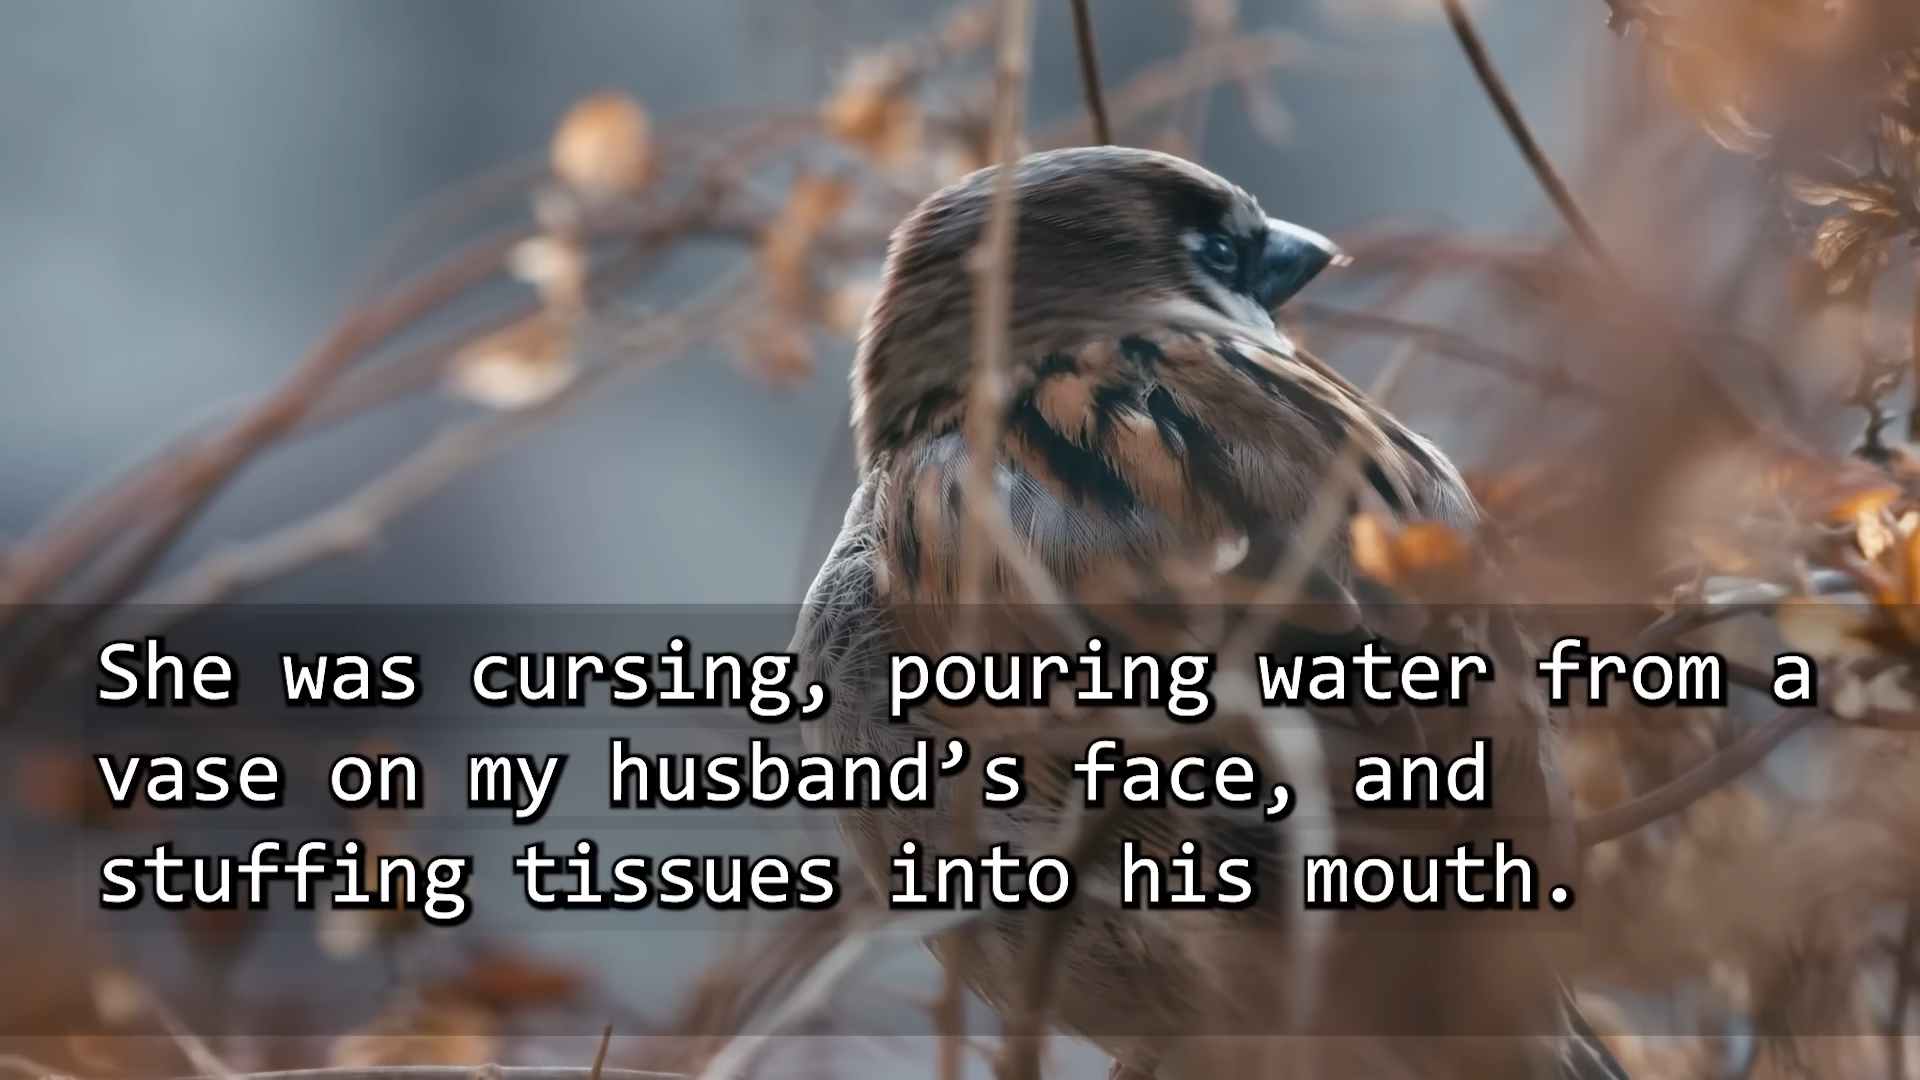 She was cursing, pouring water from a
vase on my husband’s face, and
stuffing tissues into his mouth.